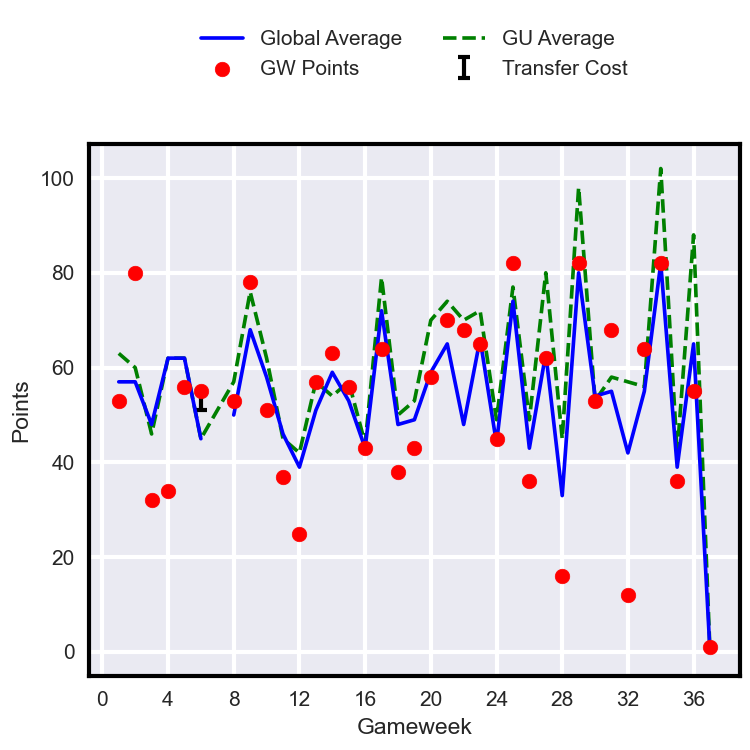 Global Average
GU Average
GW Points
Transfer Cost
100
80
60
40
20
0
Points
0 4 8 12 16 20 24 28 32 36
Gameweek